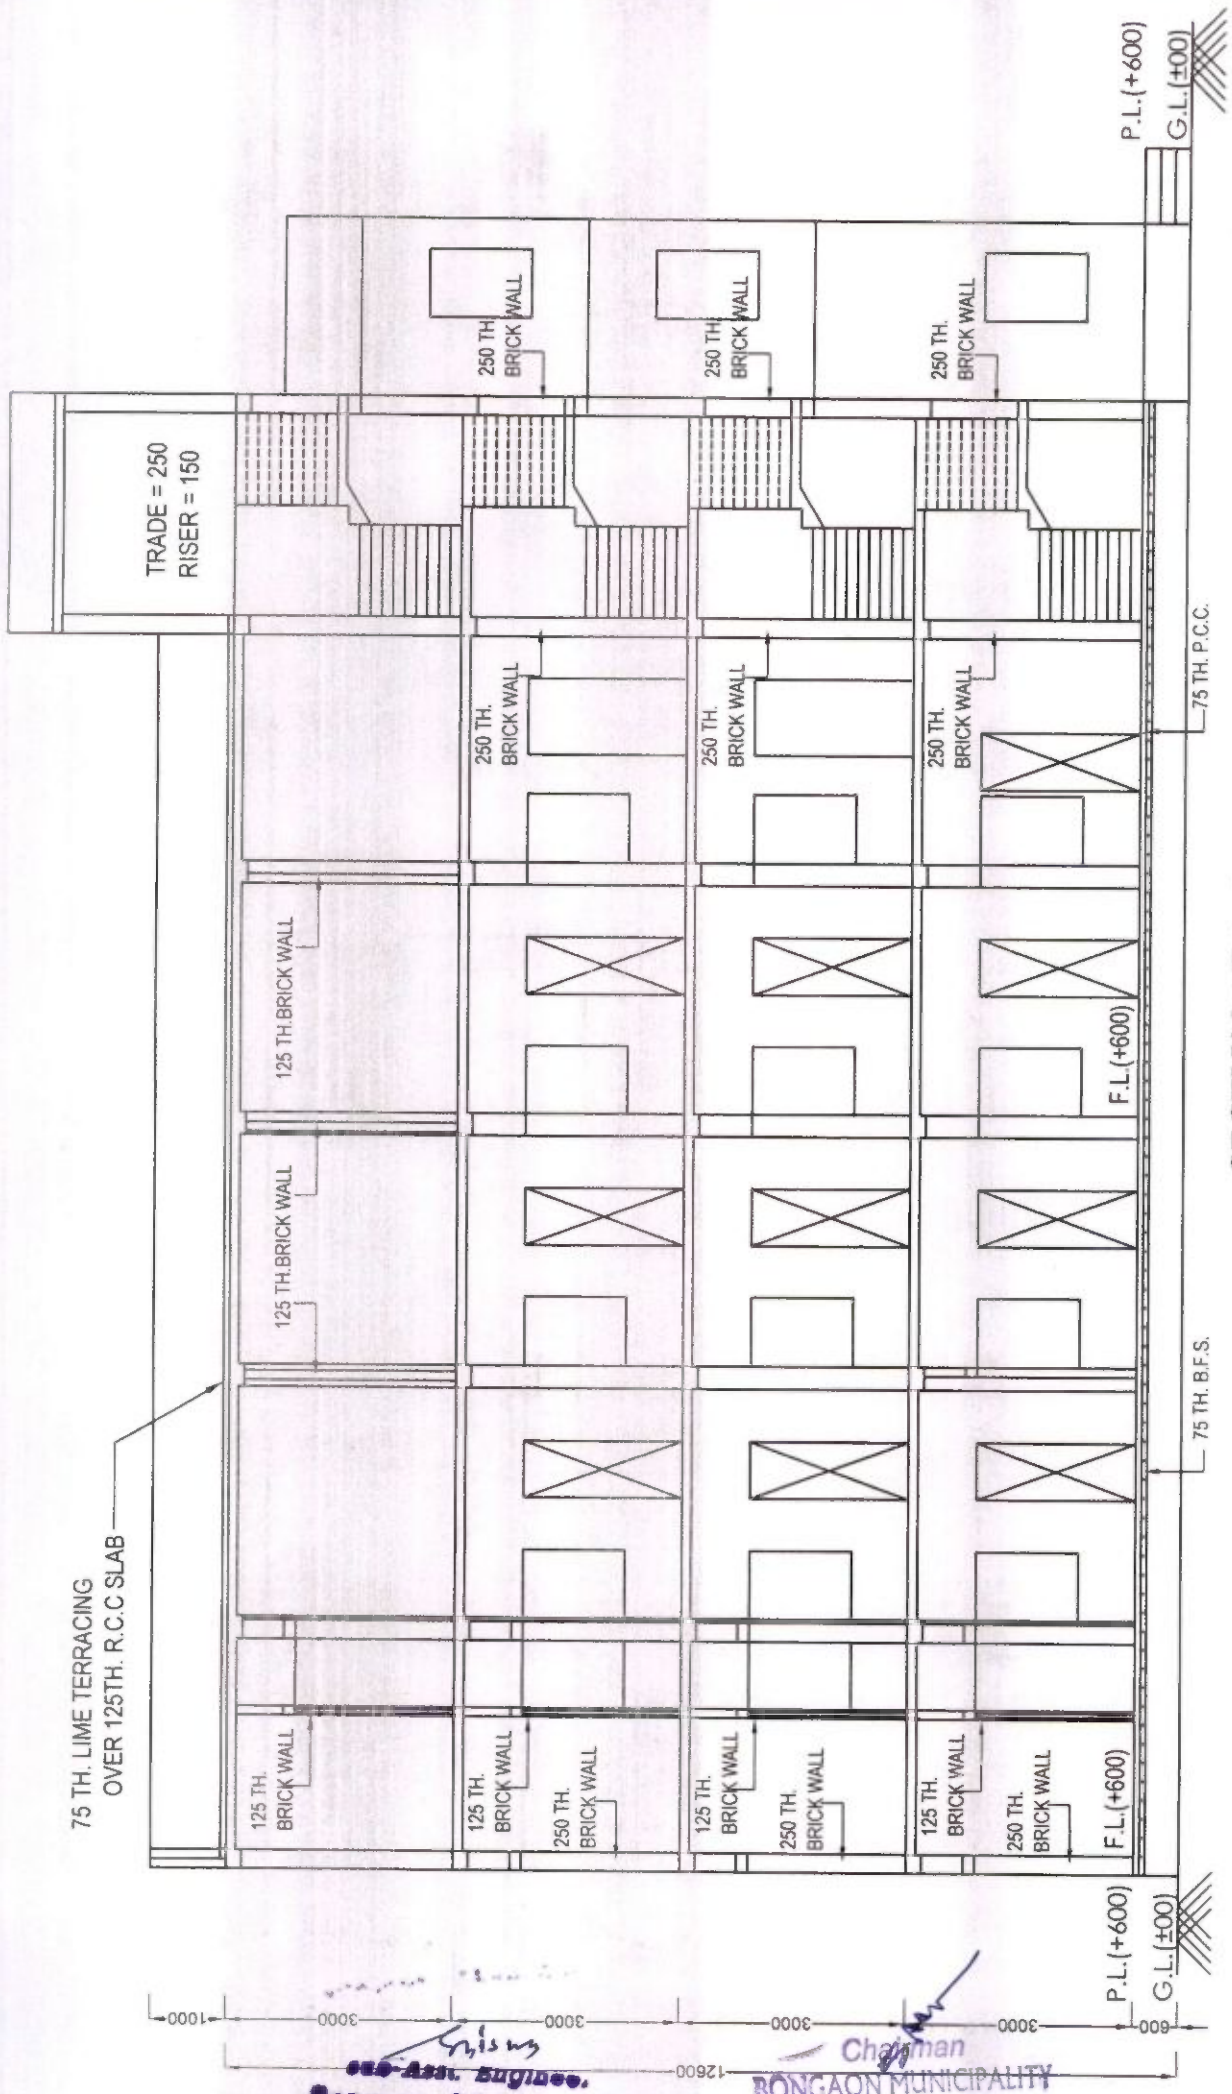 75 TH. LIME TERRACING
OVER 125TH. R.C.C SLAB
TRADE = 250
RISER = 150
125 TH.
BRICK WALL
125 TH.BRICK WALL
125 TH.BRICK WALL
125 TH.
BRICK WALL
250 TH.
BRICK WALL
250 TH.
BRICK WALL
250 TH.
BRICK WALL
125 TH.
BRICK WALL
250 TH.
BRICK WALL
250 TH.
BRICK WALL
250 TH.
BRICK WALL
125 TH.
BRICK WALL
250 TH.
BRICK WALL
250 TH.
BRICK WALL
250 TH.
BRICK WALL
F.L.(+600)
F.L.(+600)
P.L.(+600)
G.L.(±00)
P.L.(+600)
G.L.(±00)
75 TH. B.F.S.
75 TH. P.C.C.
1000
3000
3000
3000
3000
600
12600
Engineer
Chairman
BONGAON MUNICIPALITY